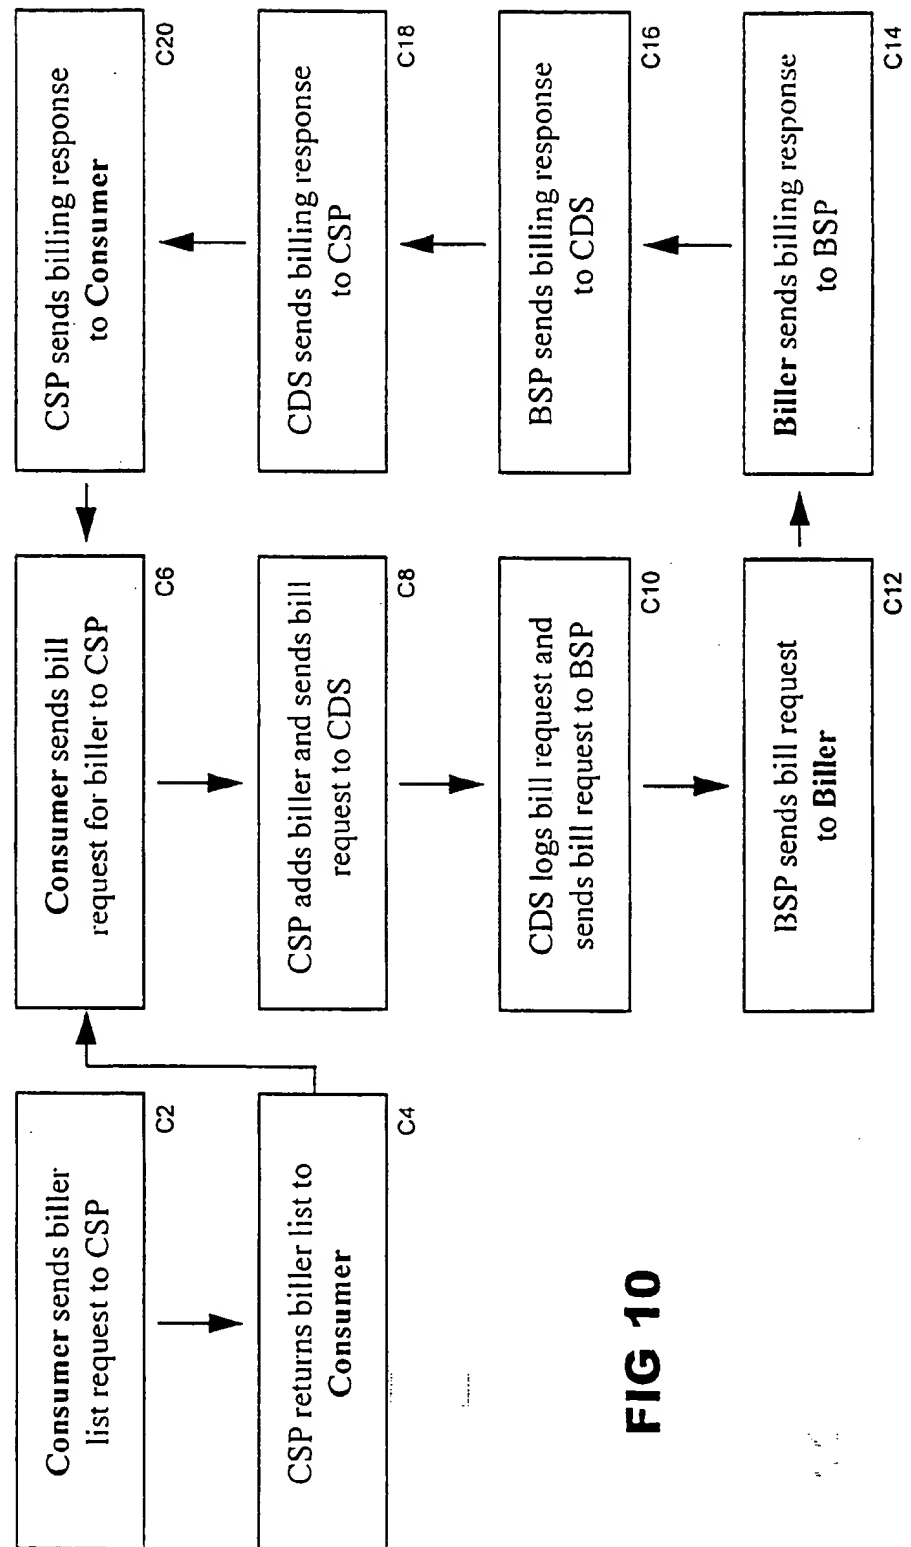 Consumer sends biller
list request to CSP
C2
CSP returns biller list to
Consumer
C4
Consumer sends bill
request for biller to CSP
C6
CSP adds biller and sends bill
request to CDS
C8
CDS logs bill request and
sends bill request to BSP
C10
BSP sends bill request
to Biller
C12
Biller sends billing response
to BSP
C14
BSP sends billing response
to CDS
C16
CDS sends billing response
to CSP
C18
CSP sends billing response
to Consumer
C20
FIG 10